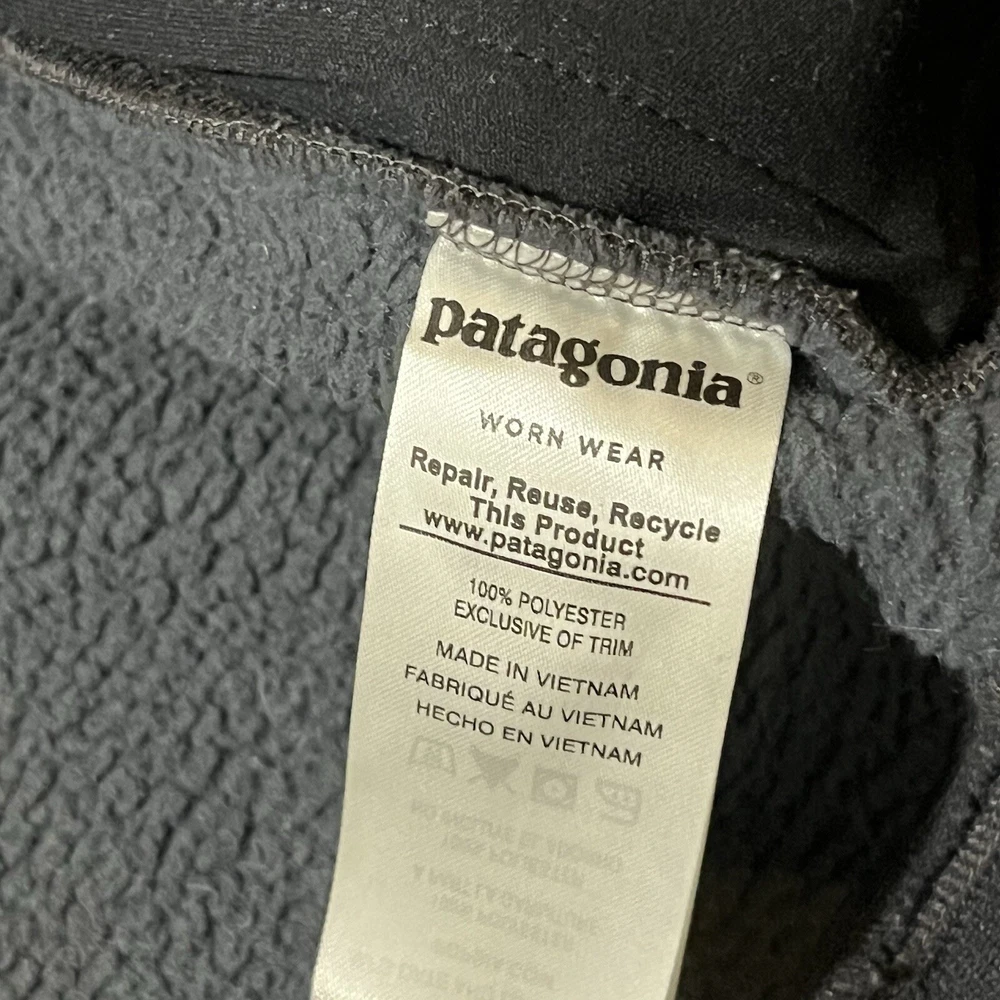 patagonia®
WORN WEAR
Repair, Reuse, Recycle
This Product
www.patagonia.com
100% POLYESTER
EXCLUSIVE OF TRIM
MADE IN VIETNAM
FABRIQUÉ AU VIETNAM
HECHO EN VIETNAM